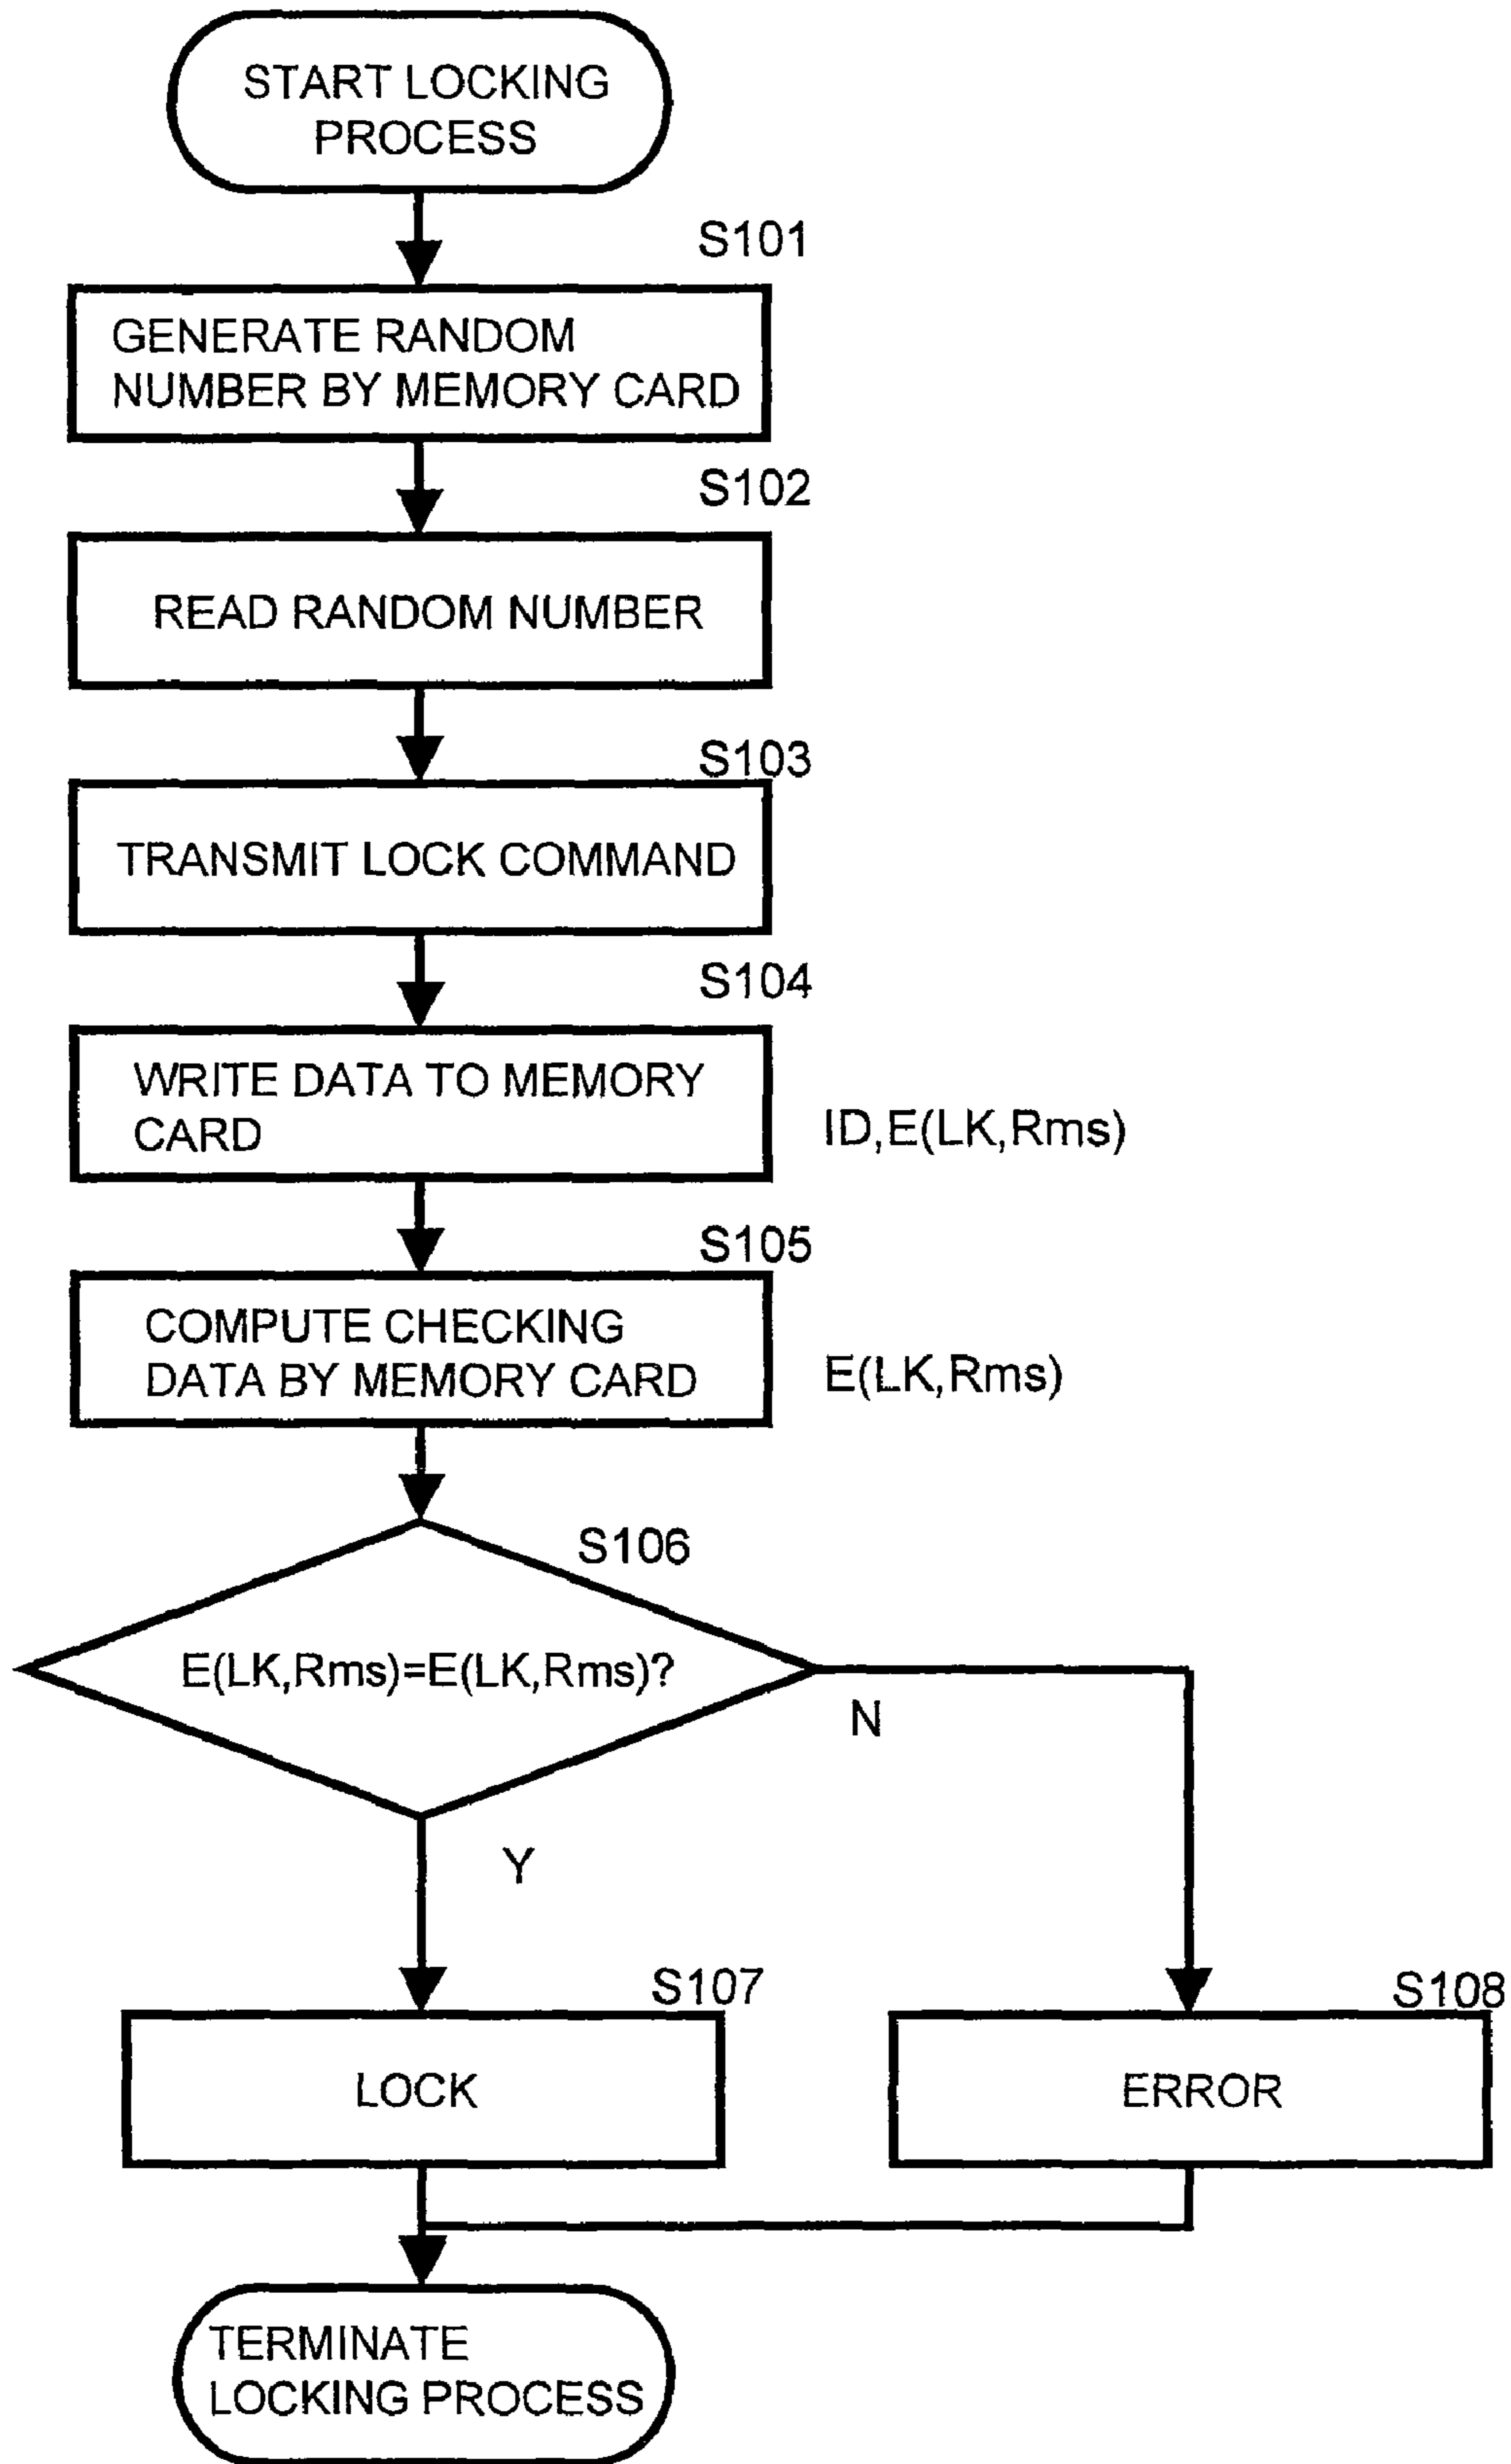 START LOCKING
PROCESS
S101
GENERATE RANDOM
NUMBER BY MEMORY CARD
S102
READ RANDOM NUMBER
S103
TRANSMIT LOCK COMMAND
S104
WRITE DATA TO MEMORY
CARD
ID,E(LK,Rms)
S105
COMPUTE CHECKING
DATA BY MEMORY CARD
E(LK,Rms)
S106
E(LK,Rms)=E(LK,Rms)?
N
Y
S107
LOCK
S108
ERROR
TERMINATE
LOCKING PROCESS